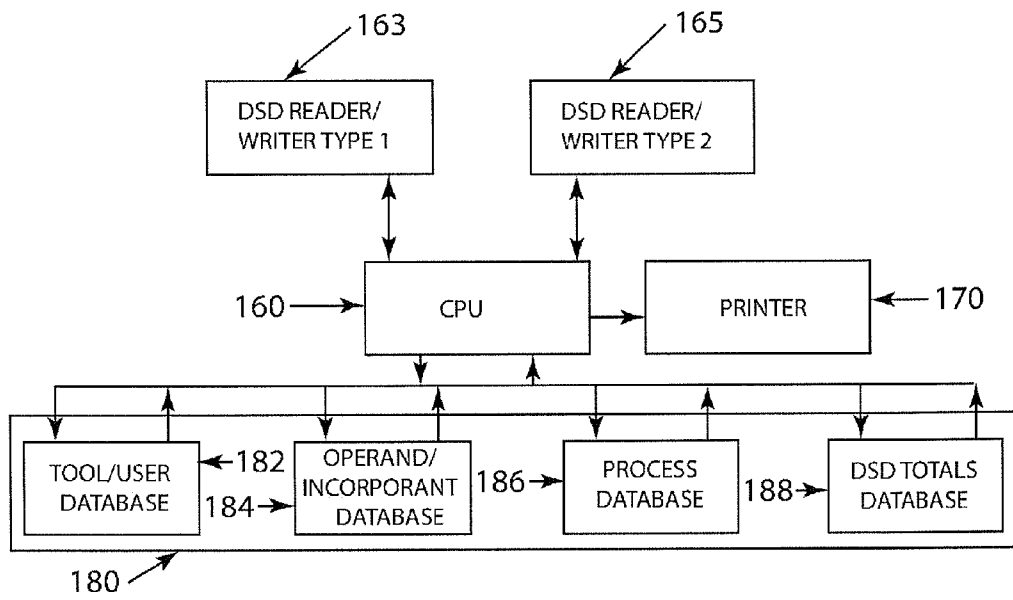 163
165
DSD READER/
WRITER TYPE 1
DSD READER/
WRITER TYPE 2
160
CPU
PRINTER
170
TOOL/USER
DATABASE
182
184
OPERAND/
INCORPORANT
DATABASE
186
PROCESS
DATABASE
188
DSD TOTALS
DATABASE
180